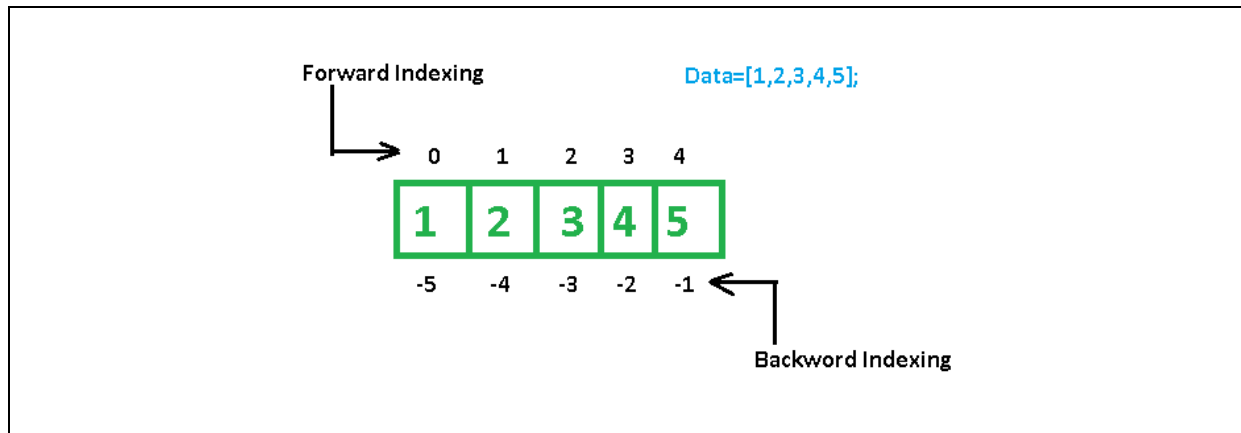 Forward Indexing
Data=[1,2,3,4,5];
0 1 2 3 4
1 2 3 4 5
-5 -4 -3 -2 -1
Backword Indexing